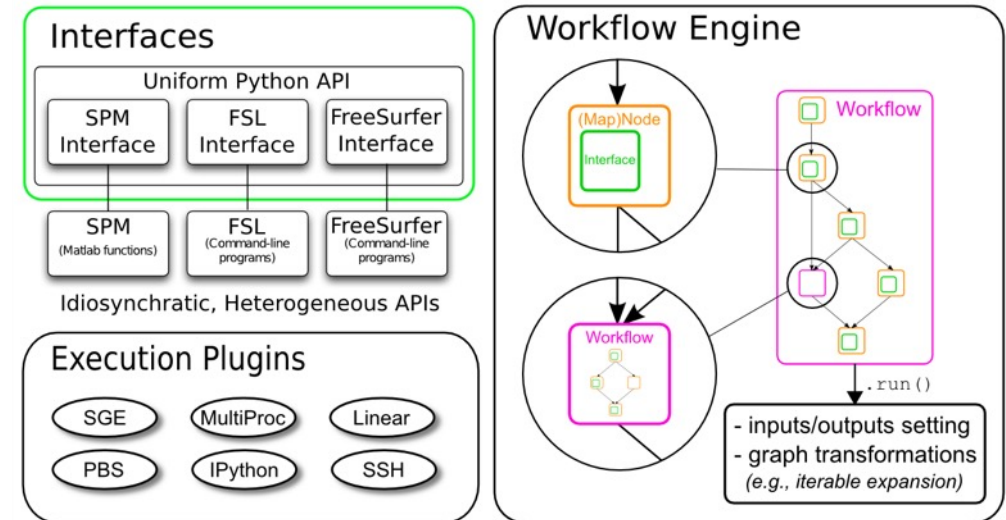 Interfaces
Uniform Python API
SPM
Interface
FSL
Interface
FreeSurfer
Interface
SPM
(Matlab functions)
FSL
(Command-line
programs)
FreeSurfer
(Command-line
programs)
Idiosynchratic, Heterogeneous APIs
Execution Plugins
SGE
MultiProc
Linear
PBS
IPython
SSH
Workflow Engine
(Map)Node
Interface
Workflow
Workflow
.run()
- inputs/outputs setting
- graph transformations
(e.g., iterable expansion)